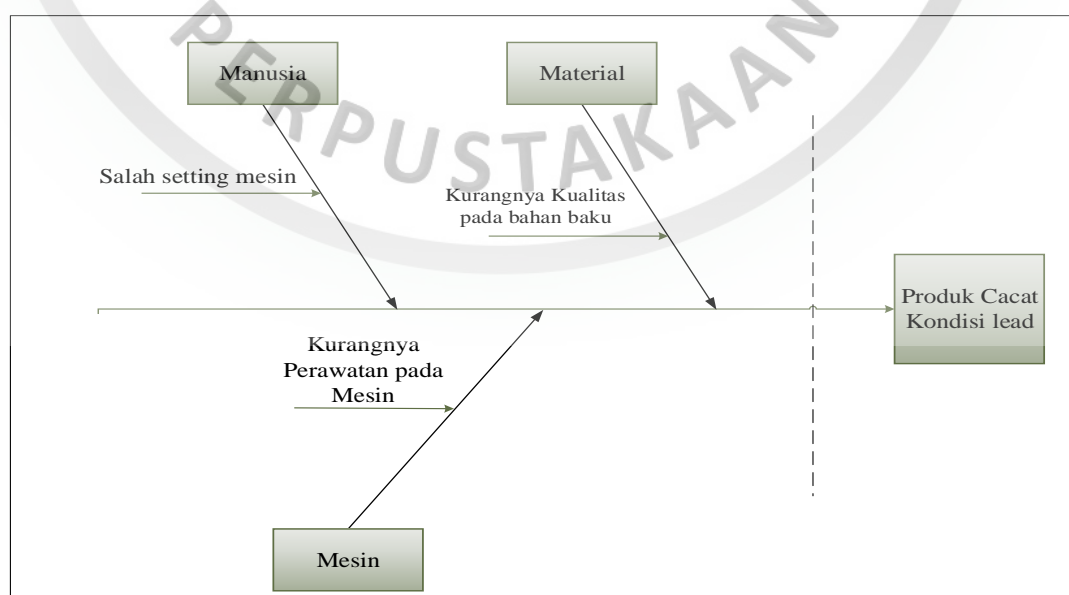 PERPUSTAKAAN
Manusia
Material
Salah setting mesin
Kurangnya Kualitas
pada bahan baku
Produk Cacat
Kondisi lead
Kurangnya
Perawatan pada
Mesin
Mesin